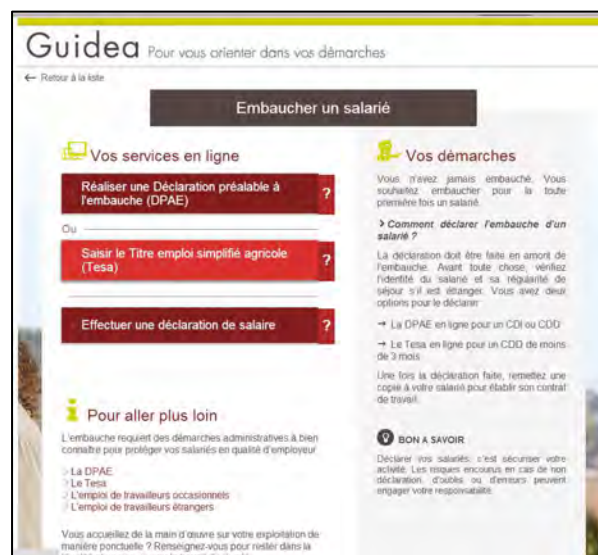 Guidea Pour vous orienter dans vos démarches
← Retour à la liste
Embaucher un salarié
Vos services en ligne
Réaliser une Déclaration préalable à
l'embauche (DPAE)
?
Ou
Saisir le Titre emploi simplifié agricole
(Tesa)
?
Effectuer une déclaration de salaire
?
Pour aller plus loin
L'embauche requiert des démarches administratives à bien
connaître pour protéger vos salariés en qualité d'employeur
> La DPAE
> Le Tesa
> L'emploi de travailleurs occasionnels
> L'emploi de travailleurs étrangers
Vous accueillez de la main d'œuvre sur votre exploitation de
manière ponctuelle ? Renseignez-vous pour rester dans la
Vos démarches
Vous n'avez jamais embauché. Vous
souhaitez embaucher pour la toute
première fois un salarié.
> Comment déclarer l'embauche d'un
salarié ?
La déclaration doit être faite en amont de
l'embauche. Avant toute chose, vérifiez
l'identité du salarié et sa régularité de
séjour s'il est étranger. Vous avez deux
options pour le déclarer
→ La DPAE en ligne pour un CDI ou CDD
→ Le Tesa en ligne pour un CDD de moins
de 3 mois
Une fois la déclaration faite, remettez une
copie à votre salarié pour établir son contrat
de travail.
BON A SAVOIR
Déclarer vos salariés, c'est sécuriser votre
activité. Les risques encourus en cas de non
déclaration, d'oublis ou d'erreurs peuvent
engager votre responsabilité.